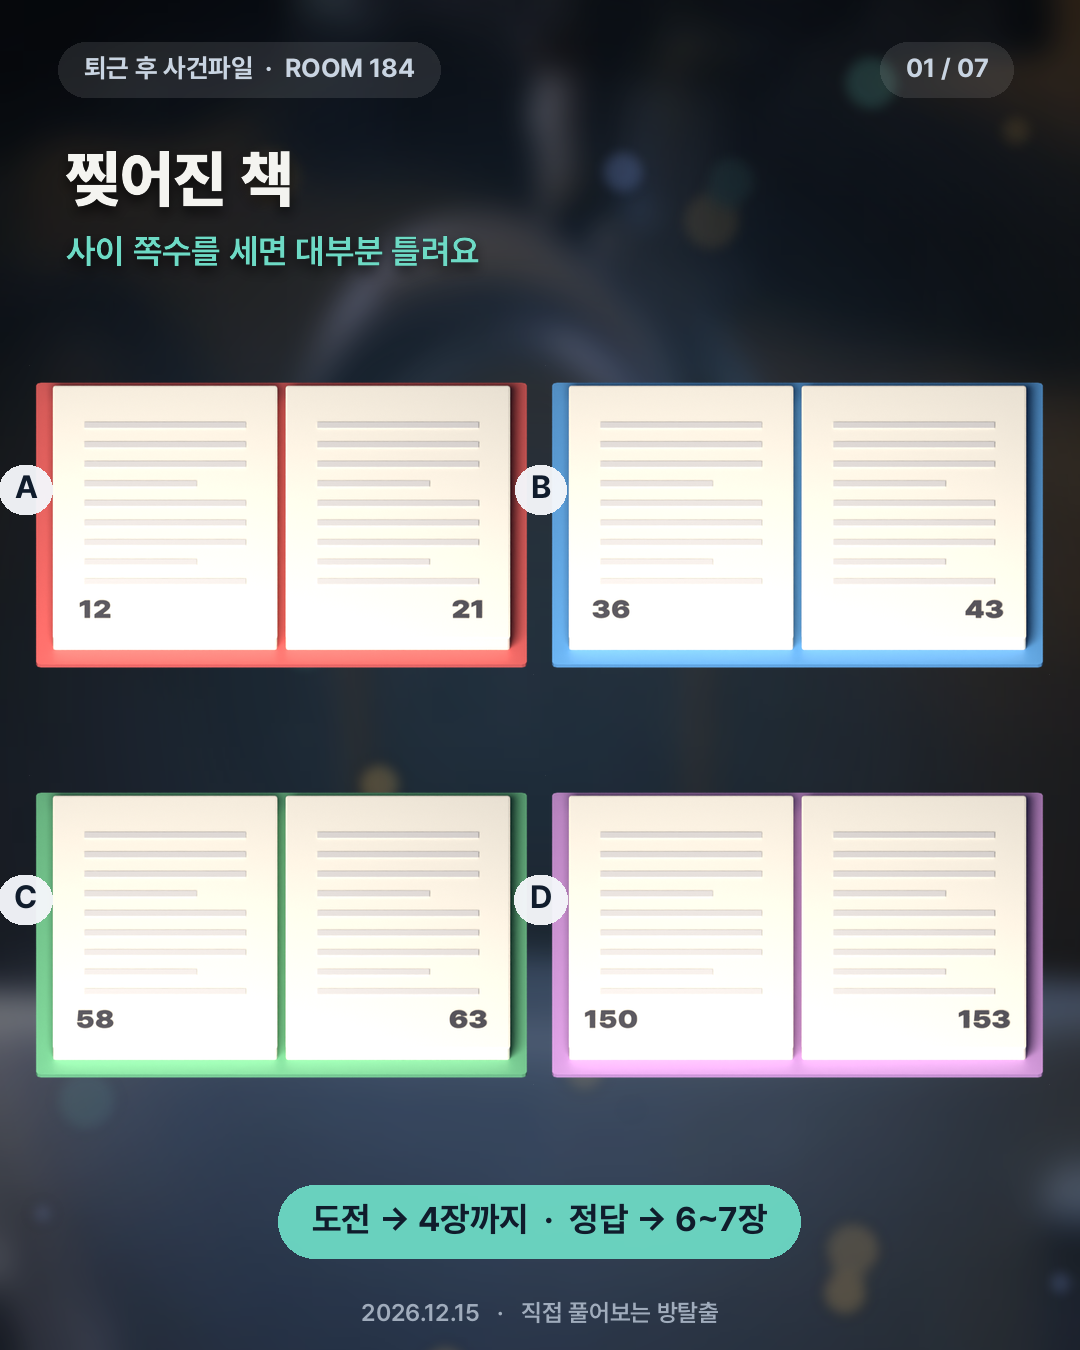 퇴근 후 사건파일 · ROOM 184
01 / 07
찢어진 책
사이 쪽수를 세면 대부분 틀려요
A
12
21
B
36
43
C
58
63
D
150
153
도전 → 4장까지 · 정답 → 6~7장
2026.12.15 · 직접 풀어보는 방탈출